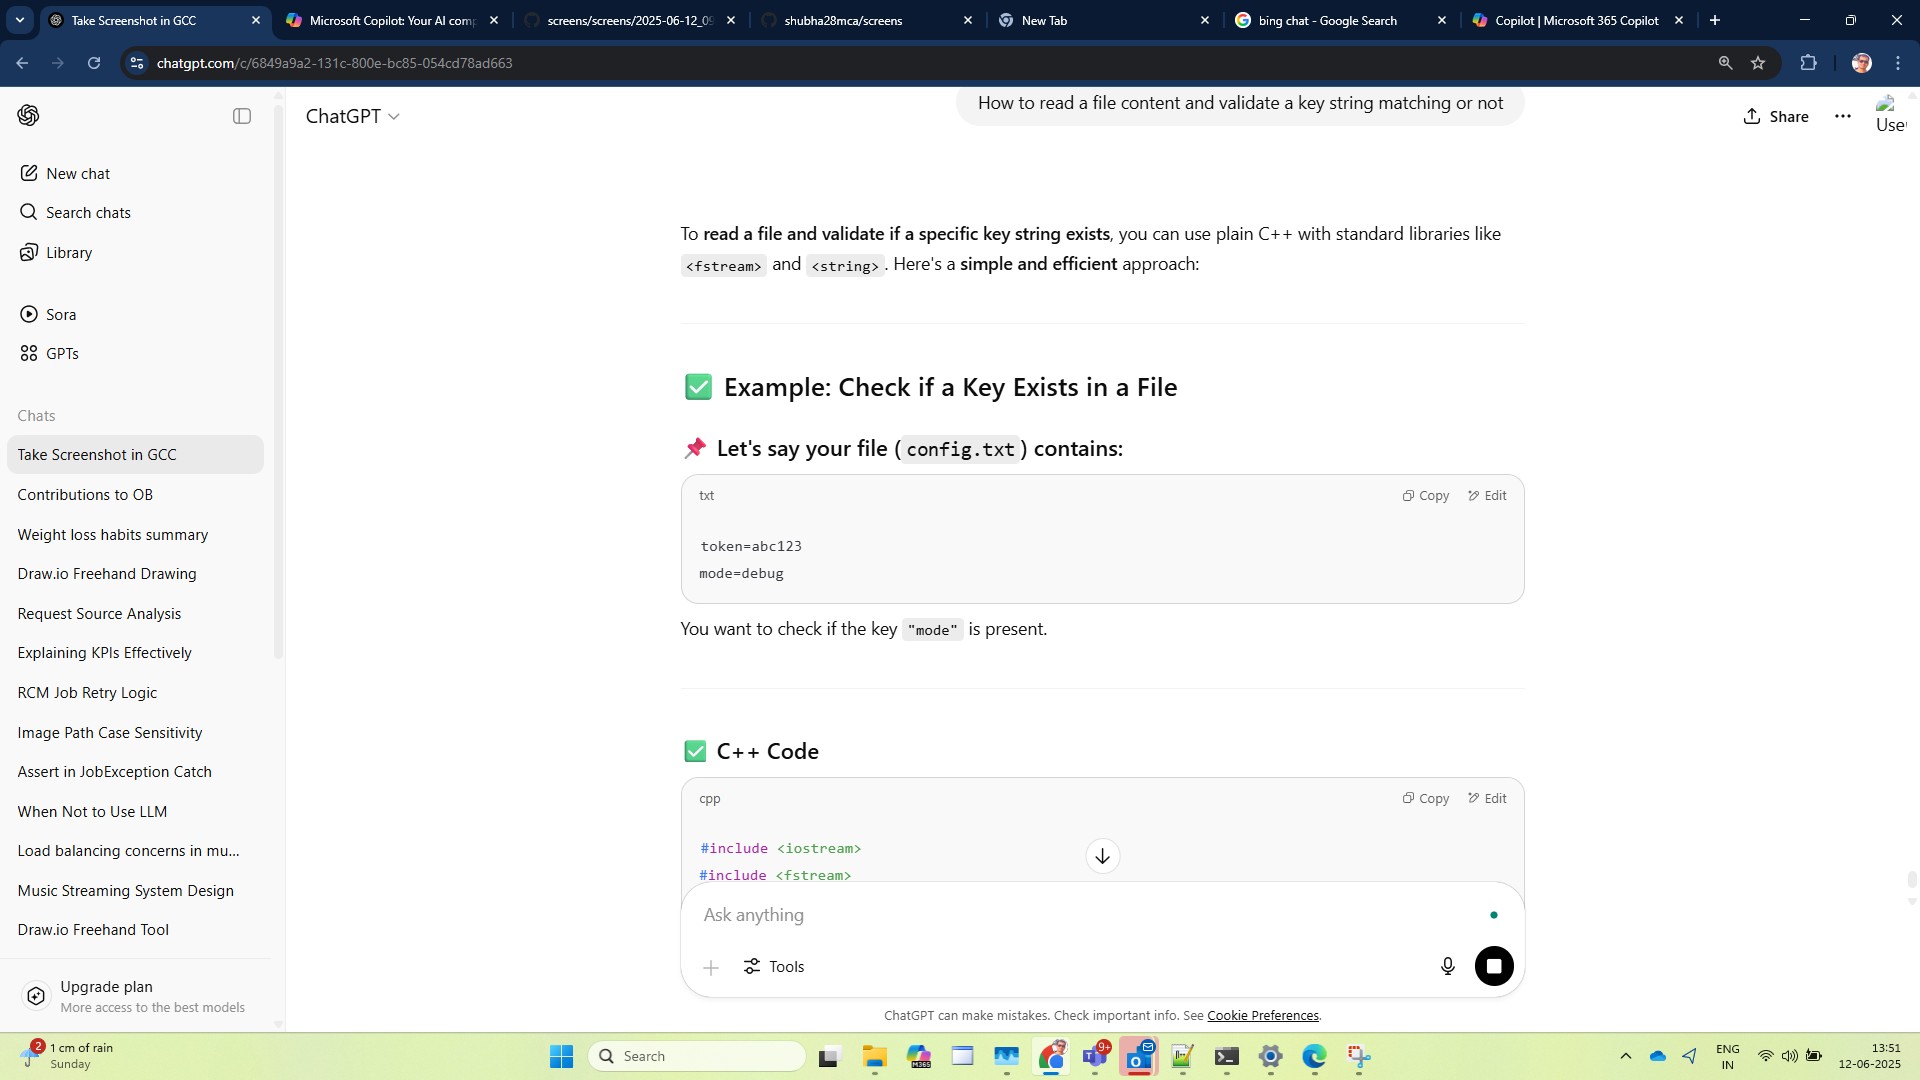 Take Screenshot in GCC
Microsoft Copilot: Your AI comp
screens/screens/2025-06-12_09
shubha28mca/screens
New Tab
bing chat - Google Search
Copilot | Microsoft 365 Copilot
chatgpt.com/c/6849a9a2-131c-800e-bc85-054cd78ad663
ChatGPT
How to read a file content and validate a key string matching or not
Share
User
New chat
Search chats
Library
Sora
GPTs
Chats
Take Screenshot in GCC
Contributions to OB
Weight loss habits summary
Draw.io Freehand Drawing
Request Source Analysis
Explaining KPIs Effectively
RCM Job Retry Logic
Image Path Case Sensitivity
Assert in JobException Catch
When Not to Use LLM
Load balancing concerns in mu...
Music Streaming System Design
Draw.io Freehand Tool
Upgrade plan
More access to the best models
To read a file and validate if a specific key string exists, you can use plain C++ with standard libraries like
<fstream> and <string>. Here's a simple and efficient approach:
Example: Check if a Key Exists in a File
Let's say your file (config.txt) contains:
txt
Copy
Edit
token=abc123
mode=debug
You want to check if the key "mode" is present.
C++ Code
cpp
Copy
Edit
#include <iostream>
#include <fstream>
Ask anything
Tools
ChatGPT can make mistakes. Check important info. See Cookie Preferences.
2
1 cm of rain
Sunday
Search
M365
9+
ENG
IN
13:51
12-06-2025